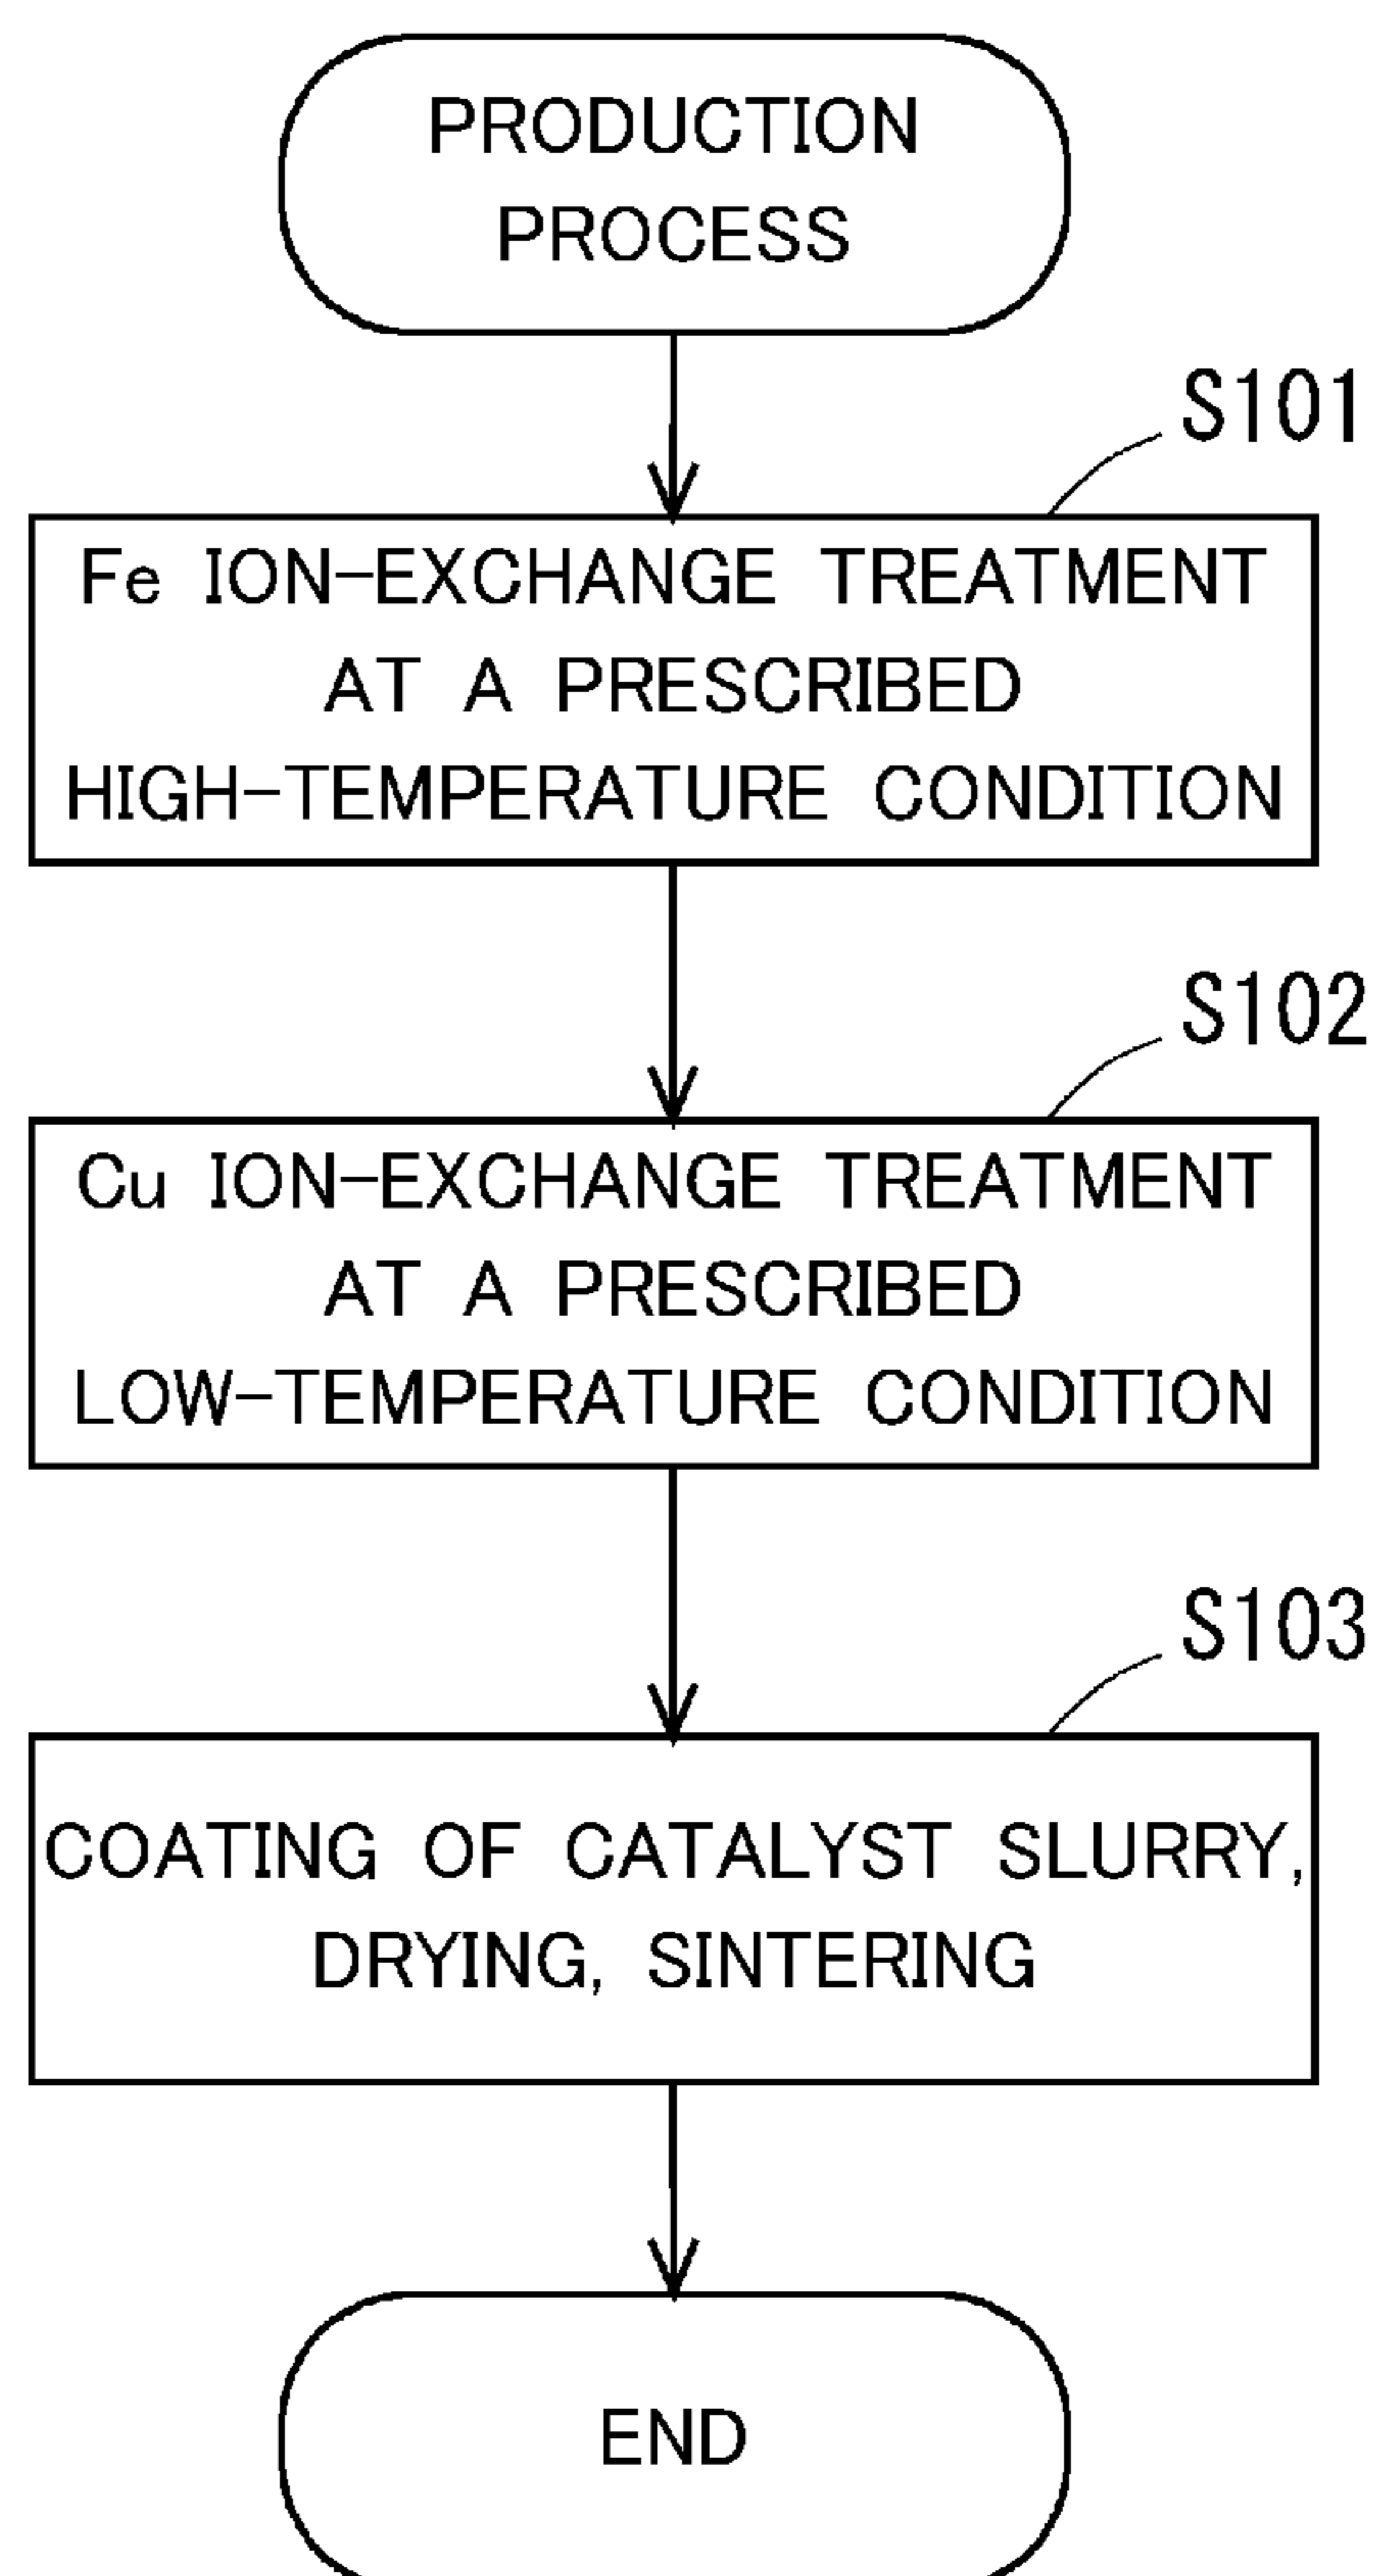 PRODUCTION
PROCESS
S101
Fe ION-EXCHANGE TREATMENT
AT A PRESCRIBED
HIGH-TEMPERATURE CONDITION
S102
Cu ION-EXCHANGE TREATMENT
AT A PRESCRIBED
LOW-TEMPERATURE CONDITION
S103
COATING OF CATALYST SLURRY,
DRYING, SINTERING
END